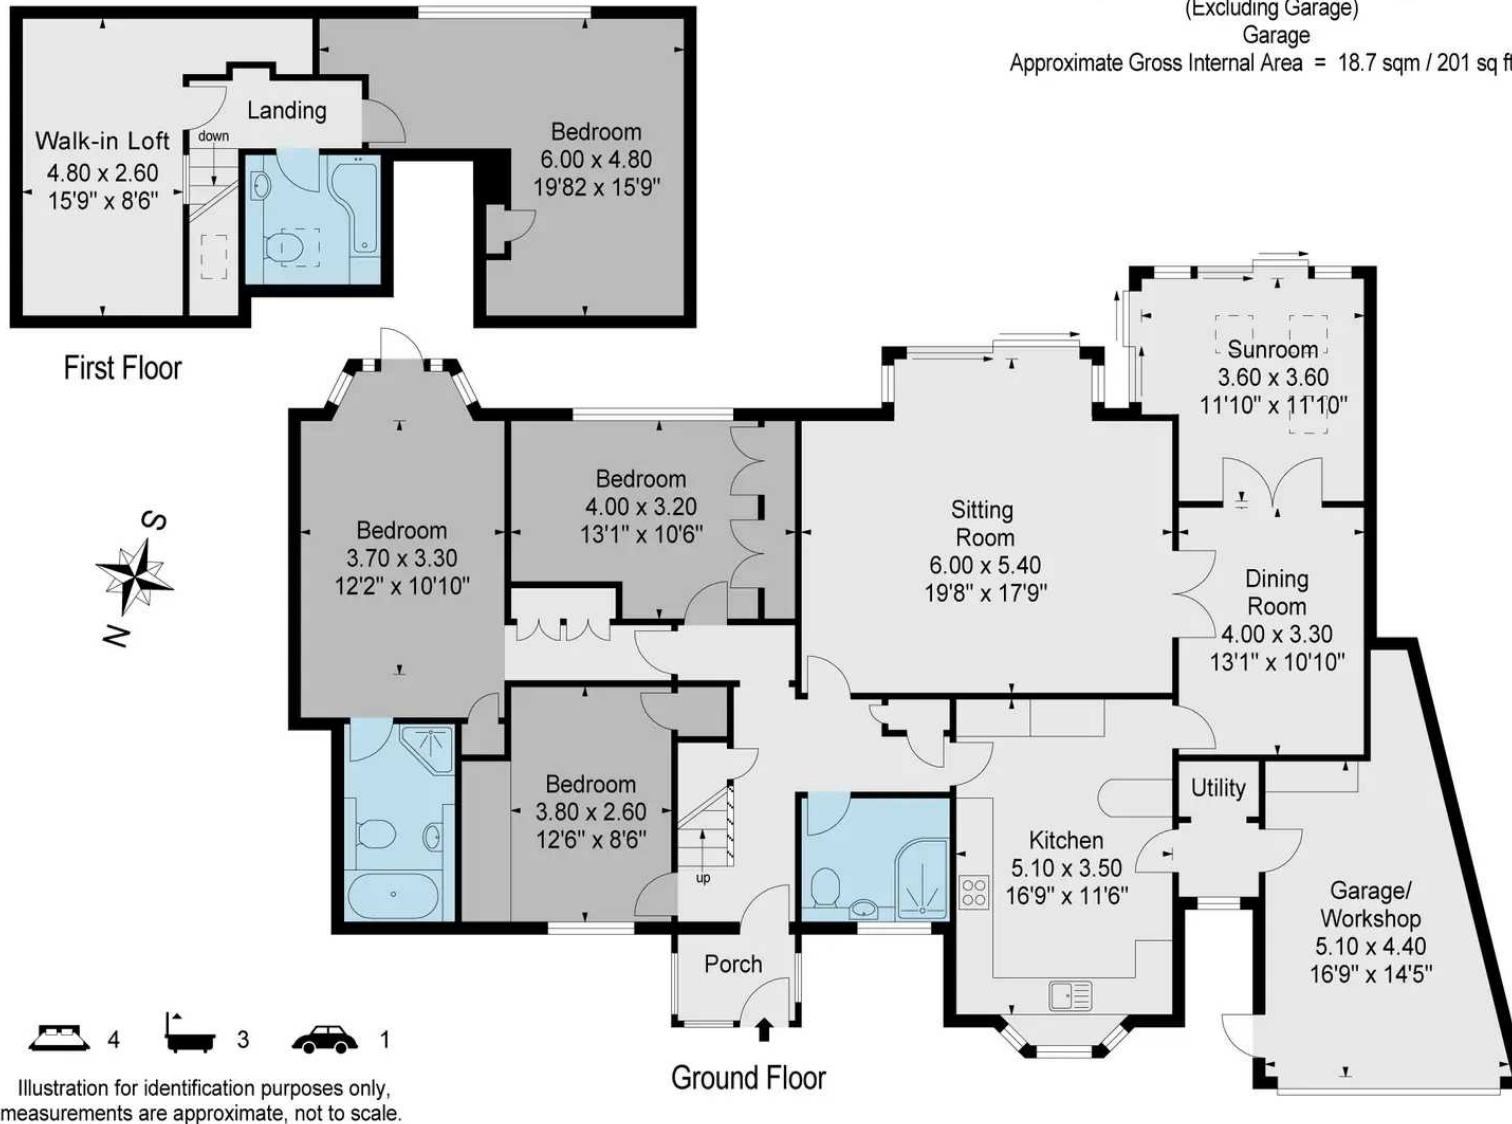 (Excluding Garage)
Garage
Approximate Gross Internal Area = 18.7 sqm / 201 sq ft
Walk-in Loft
4.80 x 2.60
15'9" x 8'6"
down
Landing
Bedroom
6.00 x 4.80
19'82 x 15'9"
First Floor
Sunroom
3.60 x 3.60
11'10" x 11'10"
Bedroom
3.70 x 3.30
12'2" x 10'10"
Bedroom
4.00 x 3.20
13'1" x 10'6"
Sitting
Room
6.00 x 5.40
19'8" x 17'9"
Dining
Room
4.00 x 3.30
13'1" x 10'10"
S
N
Bedroom
3.80 x 2.60
12'6" x 8'6"
up
Kitchen
5.10 x 3.50
16'9" x 11'6"
Utility
Garage/
Workshop
5.10 x 4.40
16'9" x 14'5"
Porch
Ground Floor
4 3 1
Illustration for identification purposes only,
measurements are approximate, not to scale.